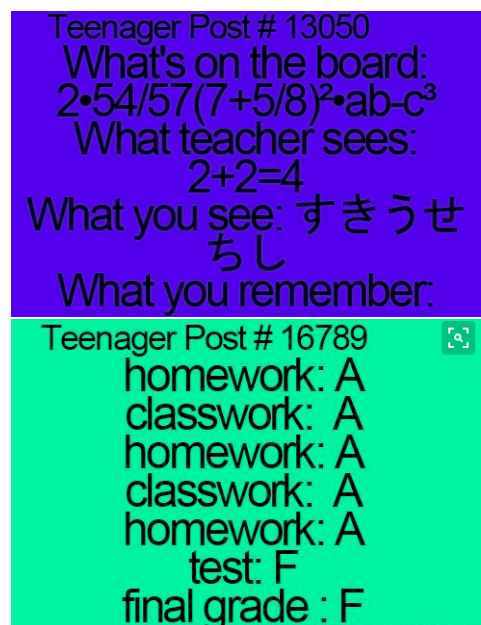 Teenager Post # 13050
What's on the board:
2•54/57(7+5/8)²•ab-c³
What teacher sees:
2+2=4
What you see: すきうせ
ちし
What you remember:
Teenager Post # 16789
homework: A
classwork:  A
homework: A
classwork:  A
homework: A
test: F
final grade : F